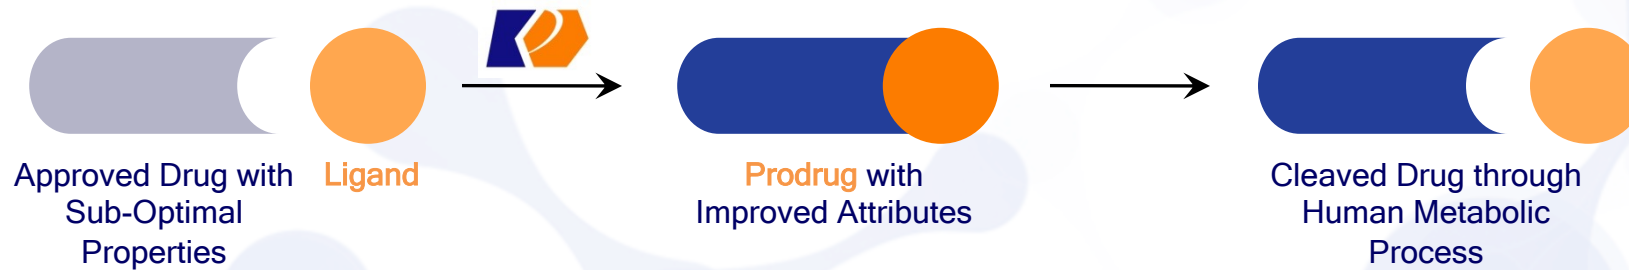 Approved Drug with
Sub-Optimal
Properties
Ligand
Prodrug with
Improved Attributes
Cleaved Drug through
Human Metabolic
Process